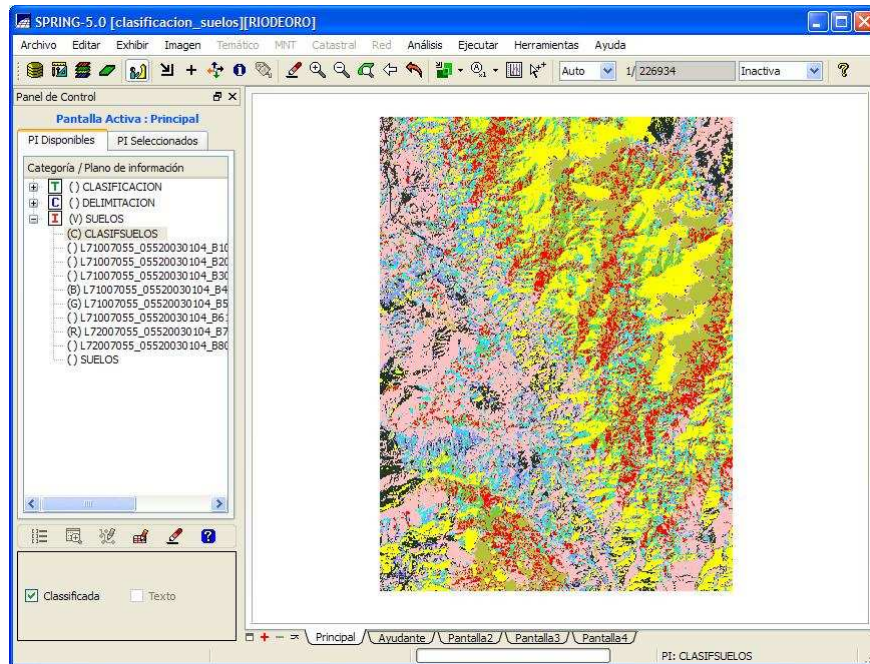 SPRING-5.0 [clasificacion_suelos][RIODEORO]
Archivo Editar Exhibir Imagen Temático MNT Catastral Red Análisis Ejecutar Herramientas Ayuda
Auto 1/ 226934 Inactiva
Panel de Control
Pantalla Activa : Principal
PI Disponibles PI Seleccionados
Categoría / Plano de información
T () CLASIFICACION
C () DELIMITACION
I (V) SUELOS
(C) CLASIFSUELOS
() L71007055_05520030104_B10
() L71007055_05520030104_B20
() L71007055_05520030104_B30
(B) L71007055_05520030104_B4
(G) L71007055_05520030104_B5
() L71007055_05520030104_B61
(R) L72007055_05520030104_B7
() L72007055_05520030104_B80
() SUELOS
Classificada Texto
Principal Ayudante Pantalla2 Pantalla3 Pantalla4
PI: CLASIFSUELOS